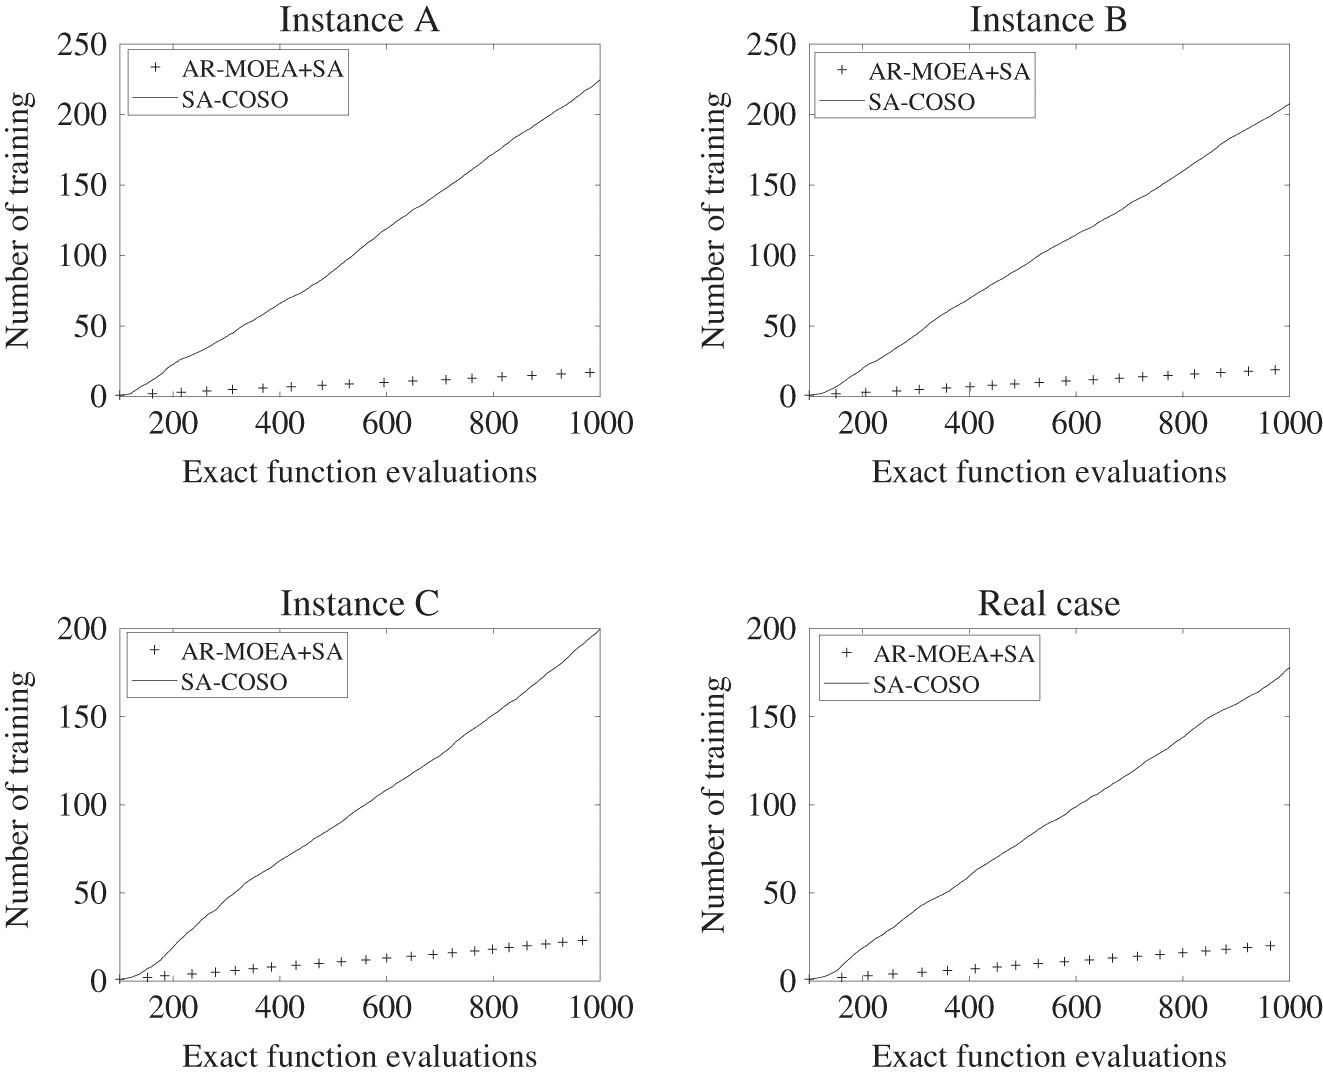 Instance A
250
200
150
100
50
0
Number of training
AR-MOEA+SA
SA-COSO
200 400 600 800 1000
Exact function evaluations
Instance B
250
200
150
100
50
0
Number of training
AR-MOEA+SA
SA-COSO
200 400 600 800 1000
Exact function evaluations
Instance C
200
150
100
50
0
Number of training
AR-MOEA+SA
SA-COSO
200 400 600 800 1000
Exact function evaluations
Real case
200
150
100
50
0
Number of training
AR-MOEA+SA
SA-COSO
200 400 600 800 1000
Exact function evaluations